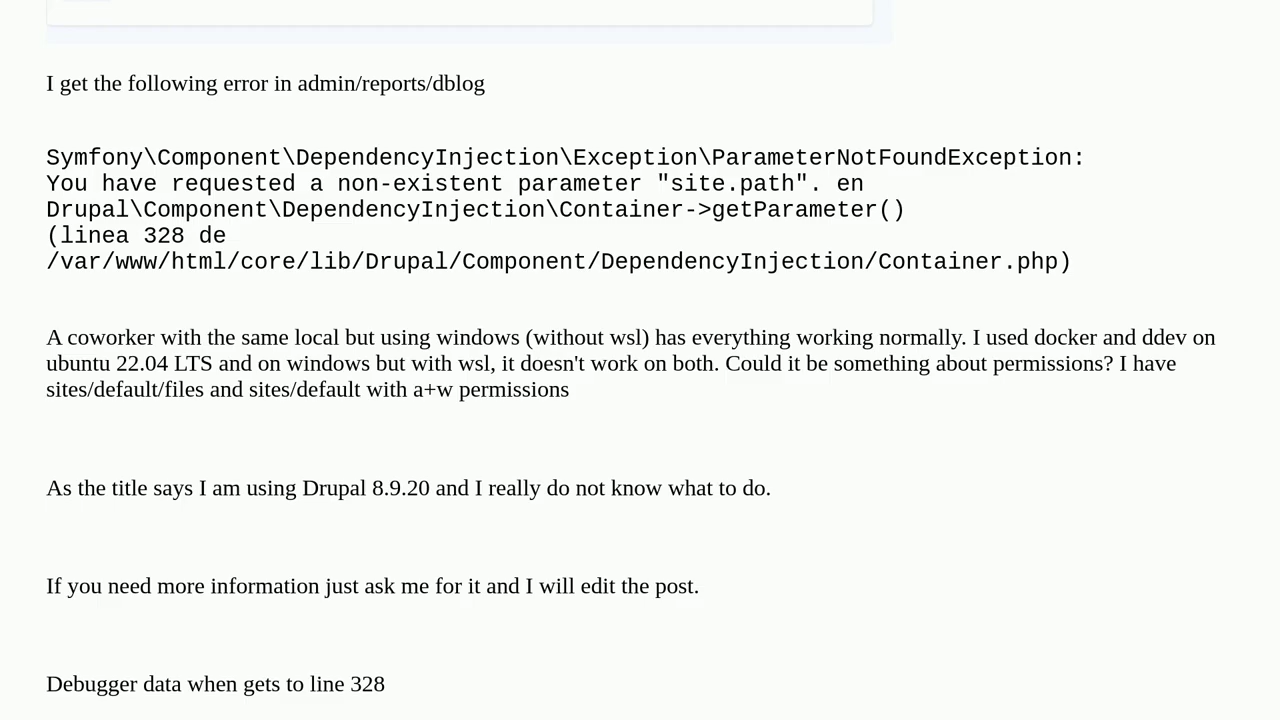 I get the following error in admin/reports/dblog
Symfony\Component\DependencyInjection\Exception\ParameterNotFoundException:
You have requested a non-existent parameter "site.path". en
Drupal\Component\DependencyInjection\Container->getParameter()
(linea 328 de
/var/www/html/core/lib/Drupal/Component/DependencyInjection/Container.php)
A coworker with the same local but using windows (without wsl) has everything working normally. I used docker and ddev on
ubuntu 22.04 LTS and on windows but with wsl, it doesn't work on both. Could it be something about permissions? I have
sites/default/files and sites/default with a+w permissions
As the title says I am using Drupal 8.9.20 and I really do not know what to do.
If you need more information just ask me for it and I will edit the post.
Debugger data when gets to line 328